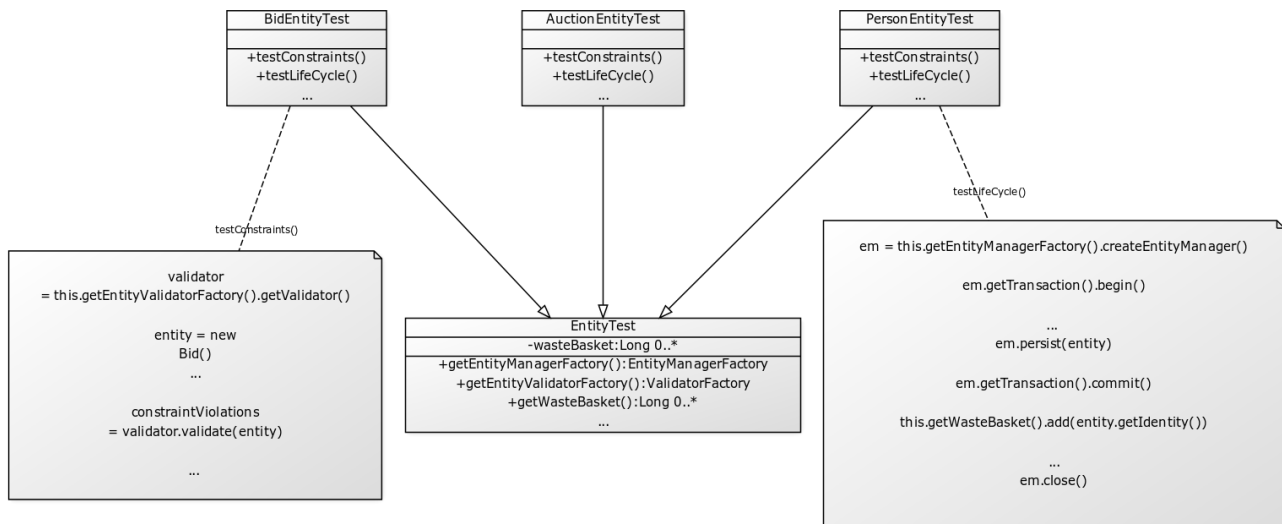 BidEntityTest
+testConstraints()
+testLifeCycle()
...
AuctionEntityTest
+testConstraints()
+testLifeCycle()
...
PersonEntityTest
+testConstraints()
+testLifeCycle()
...
testConstraints()
testLifeCycle()
validator
= this.getEntityValidatorFactory().getValidator()
entity = new
Bid()
...
constraintViolations
= validator.validate(entity)
...
EntityTest
-wasteBasket:Long 0..*
+getEntityManagerFactory():EntityManagerFactory
+getEntityValidatorFactory():ValidatorFactory
+getWasteBasket():Long 0..*
...
em = this.getEntityManagerFactory().createEntityManager()
em.getTransaction().begin()
...
em.persist(entity)
em.getTransaction().commit()
this.getWasteBasket().add(entity.getIdentity())
...
em.close()